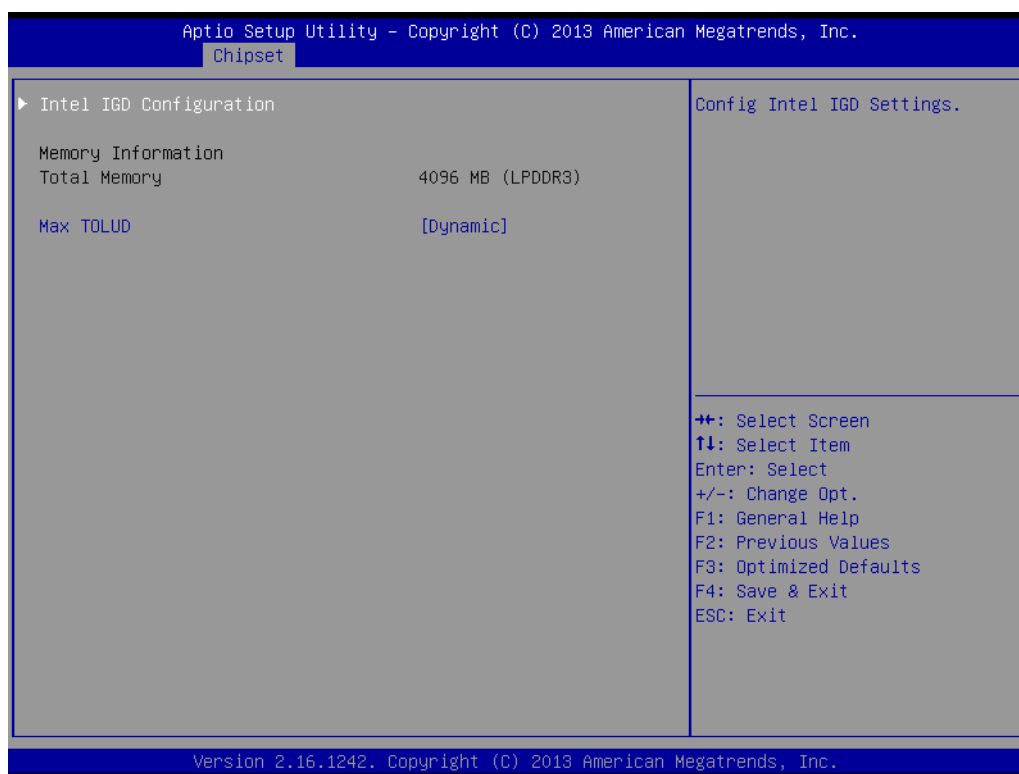 Aptio Setup Utility – Copyright (C) 2013 American Megatrends, Inc.
Chipset
▶ Intel IGD Configuration
Memory Information
Total Memory 4096 MB (LPDDR3)
Max TOLUD [Dynamic]
Config Intel IGD Settings.
→←: Select Screen
↑↓: Select Item
Enter: Select
+/-: Change Opt.
F1: General Help
F2: Previous Values
F3: Optimized Defaults
F4: Save & Exit
ESC: Exit
Version 2.16.1242. Copyright (C) 2013 American Megatrends, Inc.